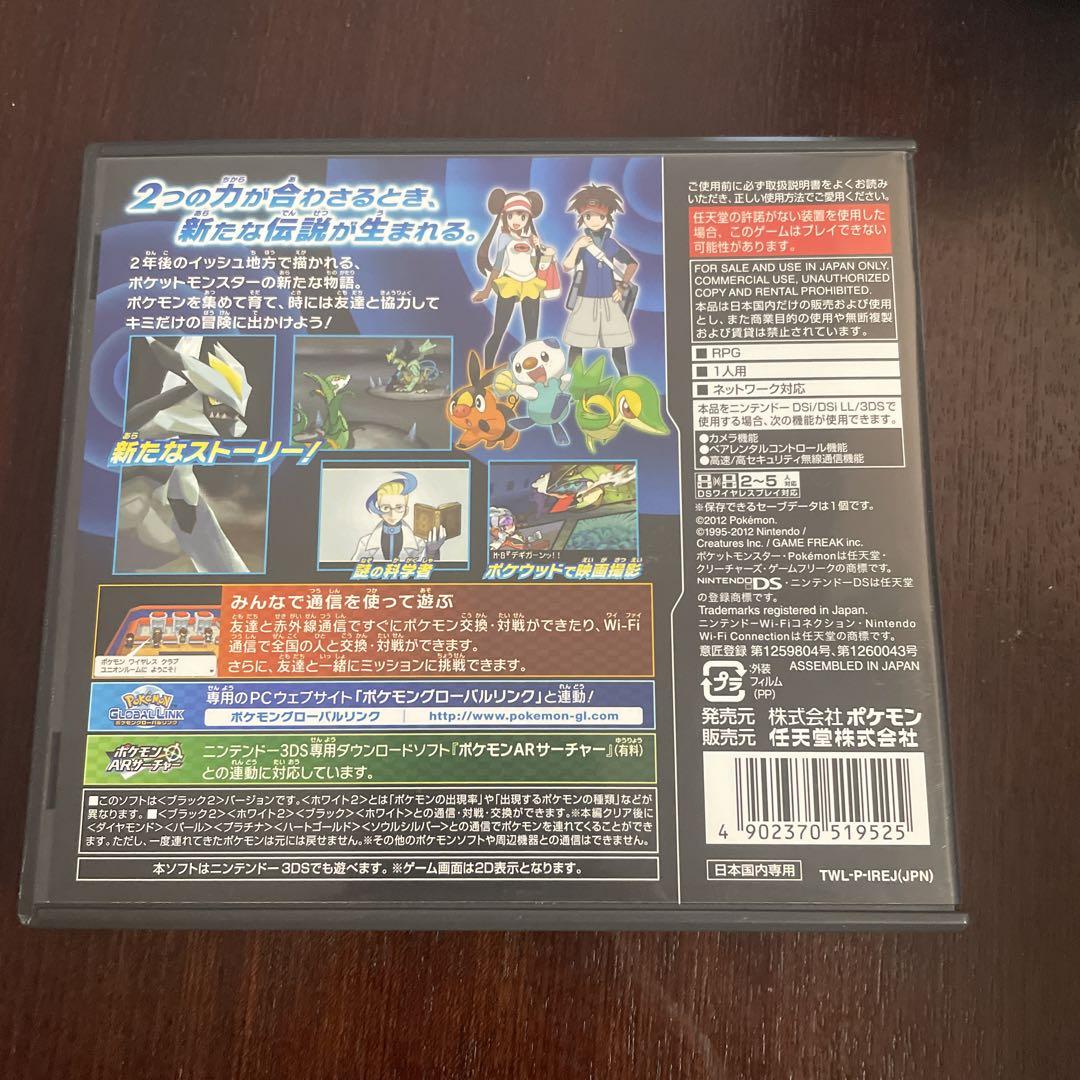 2つの力が合わさるとき、
新たな伝説が生まれる。
2年後のイッシュ地方で描かれる、
ポケットモンスターの新たな物語。
ポケモンを集めて育て、時には友達と協力して
キミだけの冒険に出かけよう!
新たなストーリー!
謎の科学者
M・B『デギガーンッ!!
ポケウッドで映画撮影
みんなで通信を使って遊ぶ
友達と赤外線通信ですぐにポケモン交換・対戦ができたり、Wi-Fi
通信で全国の人と交換・対戦ができます。
さらに、友達と一緒にミッションに挑戦できます。
ポケモン ワイヤレス クラブ
ユニオンルームに ようこそ!
POKéMON
GLOBAL LINK
ポケモングローバルリンク
専用のPCウェブサイト「ポケモングローバルリンク」と連動!
ポケモングローバルリンク http://www.pokemon-gl.com/
ポケモン
ARサーチャー
ニンテンドー3DS専用ダウンロードソフト『ポケモンARサーチャー』(有料)
との連動に対応しています。
■このソフトは<ブラック2>バージョンです。<ホワイト2>とは「ポケモンの出現率」や「出現するポケモンの種類」などが
異なります。■<ブラック2><ホワイト2><ブラック><ホワイト>との通信・対戦・交換ができます。※本編クリア後に
<ダイヤモンド><パール><プラチナ><ハートゴールド><ソウルシルバー>との通信でポケモンを連れてくることができ
ます。ただし、一度連れてきたポケモンは元には戻せません。※その他のポケモンソフトや周辺機器との通信はできません。
本ソフトはニンテンドー3DSでも遊べます。※ゲーム画面は2D表示となります。
ご使用前に必ず取扱説明書をよくお読み
いただき、正しい使用方法でご愛用ください。
任天堂の許諾がない装置を使用した
場合、このゲームはプレイできない
可能性があります。
FOR SALE AND USE IN JAPAN ONLY.
COMMERCIAL USE, UNAUTHORIZED
COPY AND RENTAL PROHIBITED.
本品は日本国内だけの販売および使用
とし、また商業目的の使用や無断複製
および賃貸は禁止されています。
■RPG
■1人用
■ネットワーク対応
本品をニンテンドーDSi/DSi LL/3DSで
使用する場合、次の機能が使用できます。
●カメラ機能
●ペアレンタルコントロール機能
●高速/高セキュリティ無線通信機能
2~5人対応
DSワイヤレスプレイ対応
※保存できるセーブデータは1個です。
©2012 Pokémon.
©1995-2012 Nintendo/
Creatures Inc. / GAME FREAK inc.
ポケットモンスター・Pokémonは任天堂・
クリーチャーズ・ゲームフリークの商標です。
NINTENDO DS・ニンテンドーDSは任天堂
の登録商標です。
Trademarks registered in Japan.
ニンテンドーWi-Fiコネクション・Nintendo
Wi-Fi Connectionは任天堂の商標です。
意匠登録 第1259804号、第1260043号
ASSEMBLED IN JAPAN
プラ
:外装
フィルム
(PP)
発売元 株式会社ポケモン
販売元 任天堂株式会社
4 902370 519525
日本国内専用
TWL-P-IREJ(JPN)